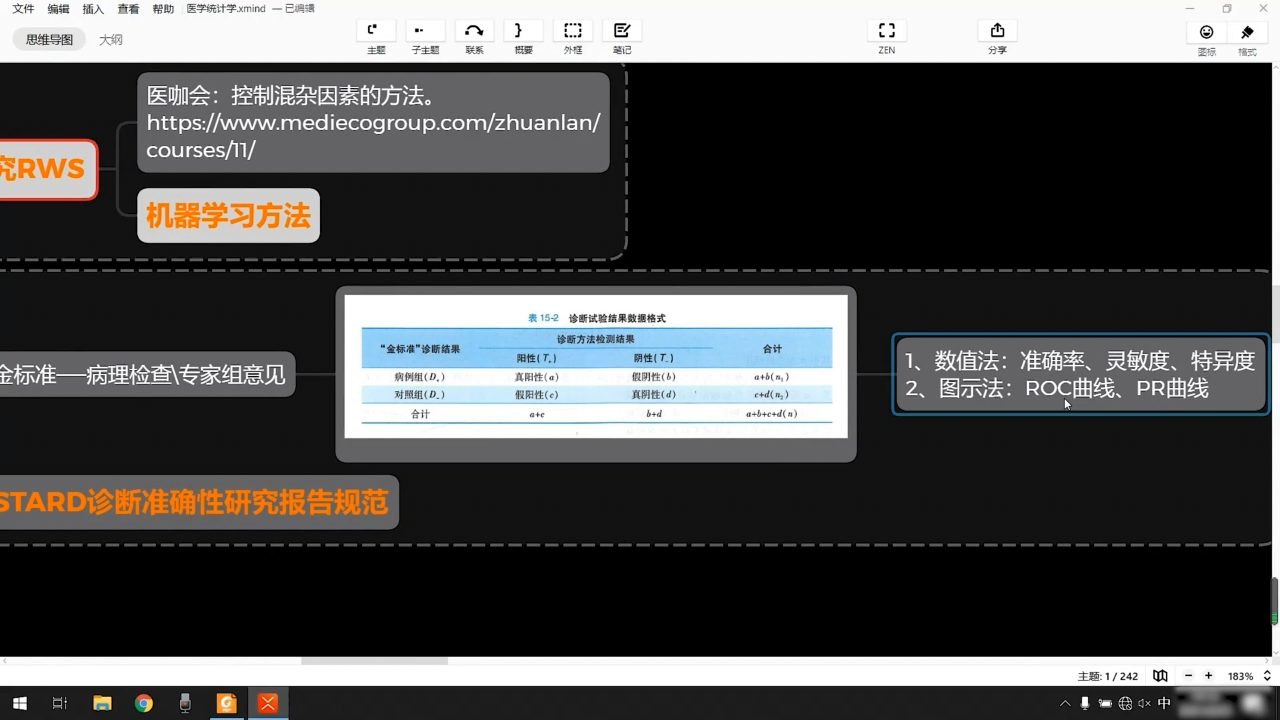 文件 编辑 插入 查看 帮助 医学统计学.xmind — 已编辑
思维导图 大纲
主题 子主题 联系 概要 外框 笔记 ZEN 分享 图标 格式
医咖会：控制混杂因素的方法。
https://www.mediecogroup.com/zhuanlan/
courses/11/
究RWS
机器学习方法
表 15-2 诊断试验结果数据格式
“金标准”诊断结果 诊断方法检测结果 合计
阳性(T₊) 阴性(T₋)
病例组(D₊) 真阳性(a) 假阴性(b) a+b(n₁)
对照组(D₋) 假阳性(c) 真阴性(d) c+d(n₂)
合计 a+c b+d a+b+c+d(n)
金标准——病理检查\专家组意见
1、数值法：准确率、灵敏度、特异度
2、图示法：ROC曲线、PR曲线
STARD诊断准确性研究报告规范
主题: 1 / 242 183%
中